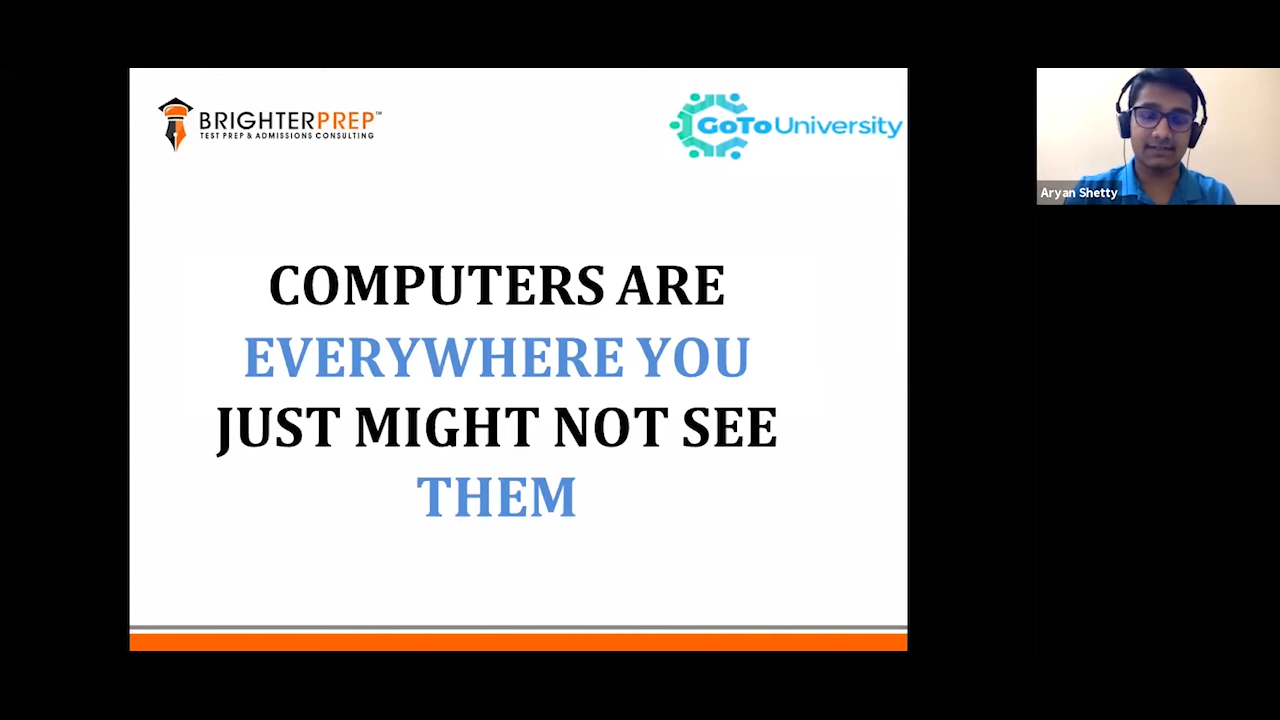 BRIGHTERPREP™
TEST PREP & ADMISSIONS CONSULTING
GoToUniversity
Aryan Shetty
COMPUTERS ARE
EVERYWHERE YOU
JUST MIGHT NOT SEE
THEM